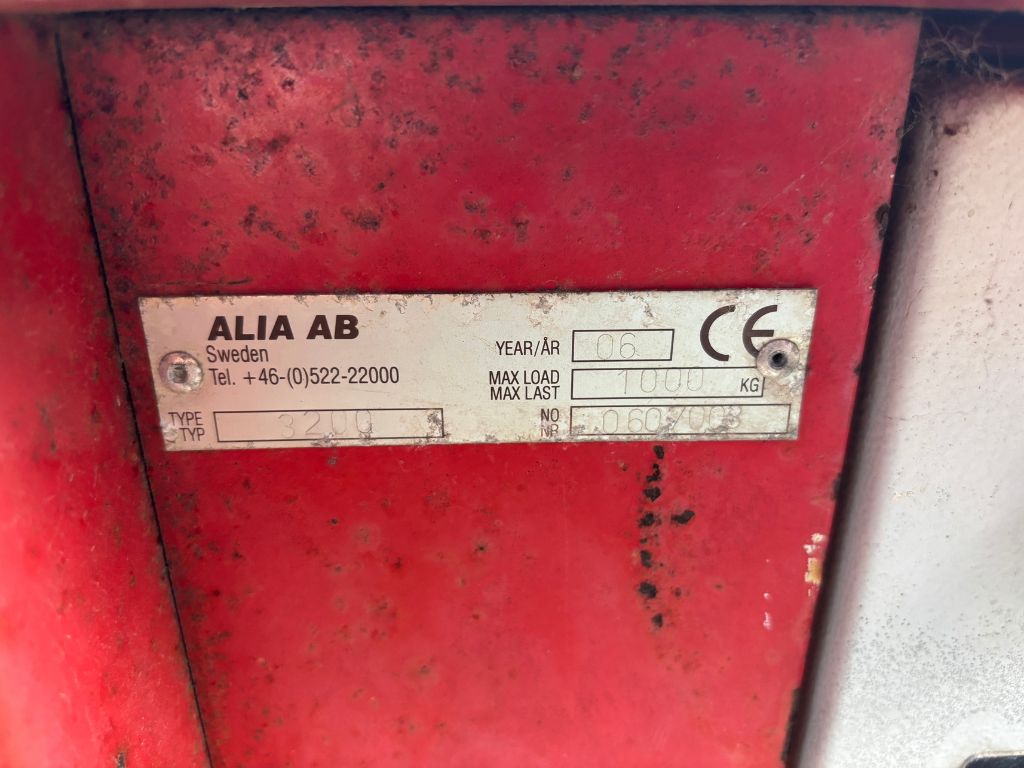 ALIA AB
Sweden
Tel. +46-(0)522-22000
TYPE 3200
TYP
YEAR/ÅR 06
MAX LOAD 1000 KG
MAX LAST
NO
NR
CE